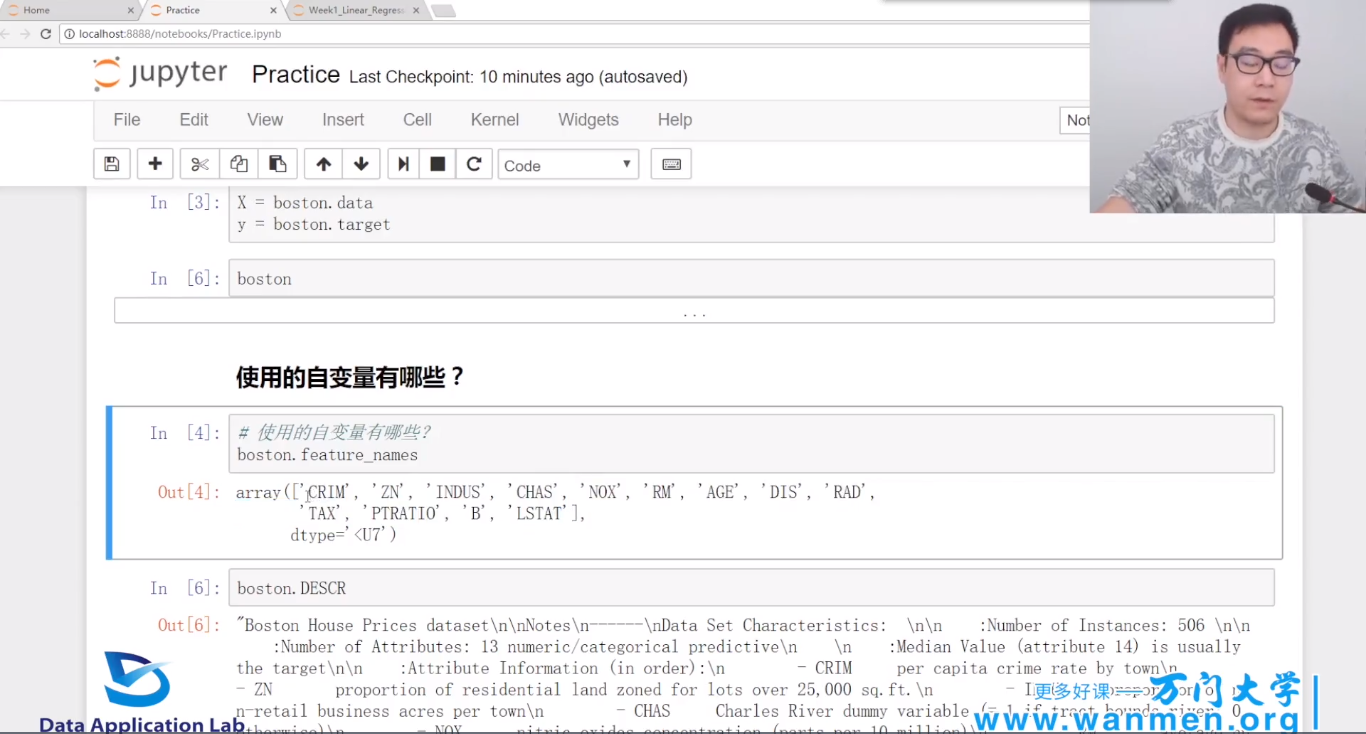 Home
Practice
Week1_Linear_Regress
localhost:8888/notebooks/Practice.ipynb
jupyter Practice Last Checkpoint: 10 minutes ago (autosaved)
File Edit View Insert Cell Kernel Widgets Help
Not
Code
In [3]: X = boston.data
y = boston.target
In [6]: boston
...
使用的自变量有哪些？
In [4]: # 使用的自变量有哪些?
boston.feature_names
Out[4]: array(['CRIM', 'ZN', 'INDUS', 'CHAS', 'NOX', 'RM', 'AGE', 'DIS', 'RAD',
'TAX', 'PTRATIO', 'B', 'LSTAT'],
dtype='<U7')
In [6]: boston.DESCR
Out[6]: "Boston House Prices dataset\n\nNotes\n------\nData Set Characteristics: \n\n :Number of Instances: 506 \n\n
:Number of Attributes: 13 numeric/categorical predictive\n \n :Median Value (attribute 14) is usually
the target\n\n :Attribute Information (in order):\n - CRIM per capita crime rate by town\n
- ZN proportion of residential land zoned for lots over 25,000 sq.ft.\n
n-retail business acres per town\n - CHAS Charles River dummy variable (= 1 if tract bounds river 0
- NOX nitric oxides concentration (parts per 10 million)\n
更多好课——万门大学
www.wanmen.org
Data Application Lab